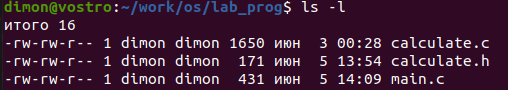 dimon@vostro:~/work/os/lab_prog$ ls -l
итого 16
-rw-rw-r-- 1 dimon dimon 1650 июн  3 00:28 calculate.c
-rw-rw-r-- 1 dimon dimon  171 июн  5 13:54 calculate.h
-rw-rw-r-- 1 dimon dimon  431 июн  5 14:09 main.c